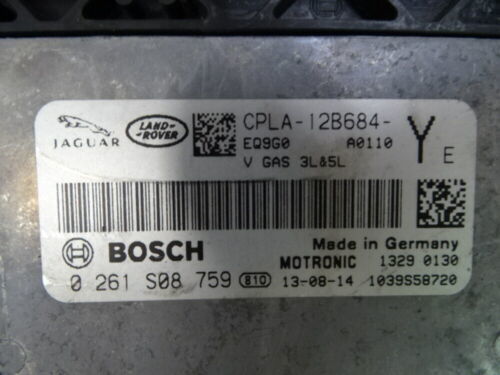 JAGUAR
LAND- ROVER
CPLA-12B684-
EQ9G0 A0110
V GAS 3L&5L
Y E
BOSCH
Made in Germany
MOTRONIC 1329 0130
0 261 S08 759 B10 13-08-14 1039S58720